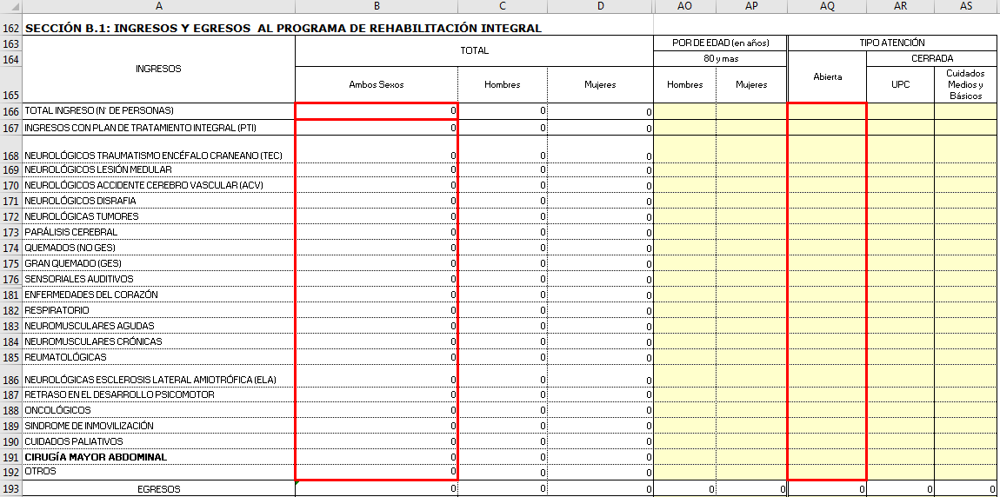 A B C D AO AP AQ AR AS
162 SECCIÓN B.1: INGRESOS Y EGRESOS AL PROGRAMA DE REHABILITACIÓN INTEGRAL
163 INGRESOS TOTAL POR DE EDAD (en años) TIPO ATENCIÓN
164 80 y mas Abierta CERRADA
165 Ambos Sexos Hombres Mujeres Hombres Mujeres UPC Cuidados Medios y Básicos
166 TOTAL INGRESO (N° DE PERSONAS) 0 0 0
167 INGRESOS CON PLAN DE TRATAMIENTO INTEGRAL (PTI) 0 0 0
168 NEUROLÓGICOS TRAUMATISMO ENCÉFALO CRANEANO (TEC) 0 0 0
169 NEUROLÓGICOS LESIÓN MEDULAR 0 0 0
170 NEUROLÓGICOS ACCIDENTE CEREBRO VASCULAR (ACV) 0 0 0
171 NEUROLÓGICOS DISRAFIA 0 0 0
172 NEUROLÓGICAS TUMORES 0 0 0
173 PARÁLISIS CEREBRAL 0 0 0
174 QUEMADOS (NO GES) 0 0 0
175 GRAN QUEMADO (GES) 0 0 0
176 SENSORIALES AUDITIVOS 0 0 0
181 ENFERMEDADES DEL CORAZÓN 0 0 0
182 RESPIRATORIO 0 0 0
183 NEUROMUSCULARES AGUDAS 0 0 0
184 NEUROMUSCULARES CRÓNICAS 0 0 0
185 REUMATOLÓGICAS 0 0 0
186 NEUROLÓGICAS ESCLEROSIS LATERAL AMIOTRÓFICA (ELA) 0 0 0
187 RETRASO EN EL DESARROLLO PSICOMOTOR 0 0 0
188 ONCOLÓGICOS 0 0 0
189 SINDROME DE INMOVILIZACIÓN 0 0 0
190 CUIDADOS PALIATIVOS 0 0 0
191 CIRUGÍA MAYOR ABDOMINAL 0 0 0
192 OTROS 0 0 0
193 EGRESOS 0 0 0 0 0 0 0 0